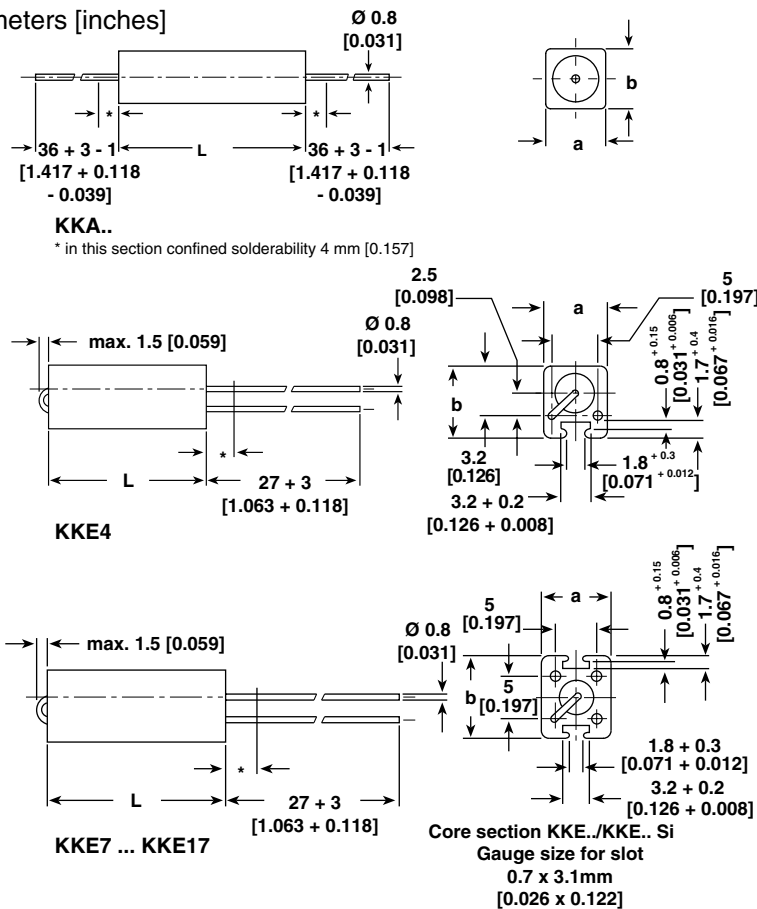 neters [inches]
Ø 0.8
[0.031]
b
a
*
L
*
36 + 3 - 1
[1.417 + 0.118
- 0.039]
36 + 3 - 1
[1.417 + 0.118
- 0.039]
KKA..
* in this section confined solderability 4 mm [0.157]
max. 1.5 [0.059]
Ø 0.8
[0.031]
*
L
27 + 3
[1.063 + 0.118]
KKE4
2.5
[0.098]
a
5
[0.197]
0.8 + 0.15
[0.031 + 0.006]
1.7 + 0.4
[0.067 + 0.016]
b
3.2
[0.126]
1.8 + 0.3
[0.071 + 0.012]
3.2 + 0.2
[0.126 + 0.008]
max. 1.5 [0.059]
Ø 0.8
[0.031]
*
L
27 + 3
[1.063 + 0.118]
KKE7 ... KKE17
5
[0.197]
a
0.8 + 0.15
[0.031 + 0.006]
1.7 + 0.4
[0.067 + 0.016]
b
5
[0.197]
1.8 + 0.3
[0.071 + 0.012]
3.2 + 0.2
[0.126 + 0.008]
Core section KKE../KKE.. Si
Gauge size for slot
0.7 x 3.1mm
[0.026 x 0.122]